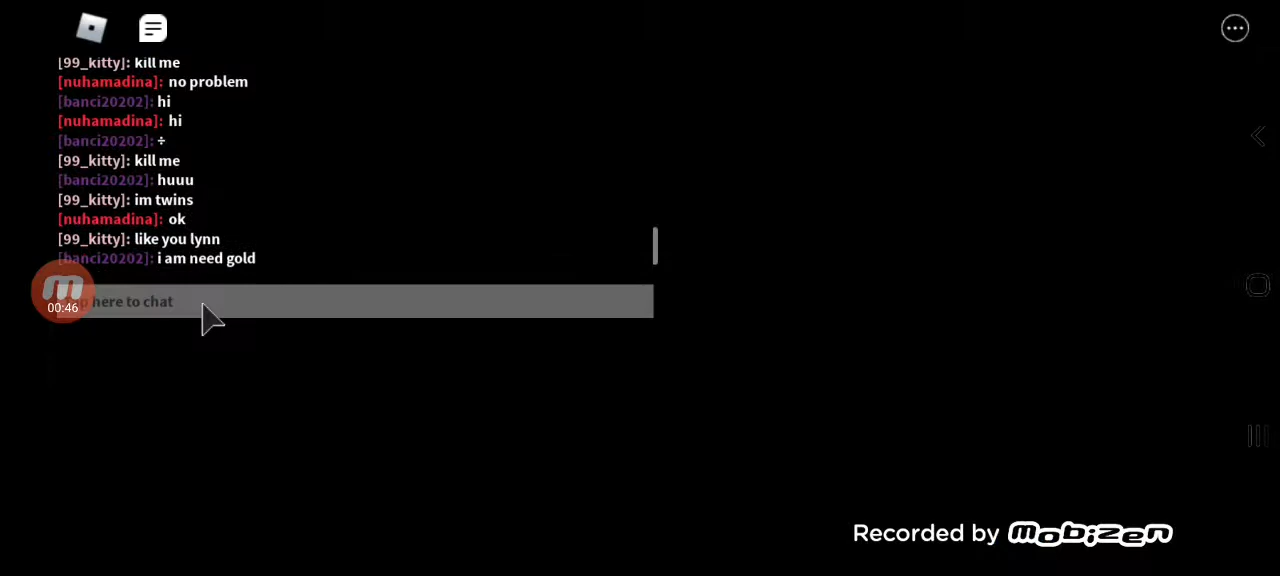 [99_kitty]: kill me
[nuhamadina]: no problem
[banci20202]: hi
[nuhamadina]: hi
[banci20202]: ÷
[99_kitty]: kill me
[banci20202]: huuu
[99_kitty]: im twins
[nuhamadina]: ok
[99_kitty]: like you lynn
[banci20202]: i am need gold
here to chat
00:46
Recorded by mobizen